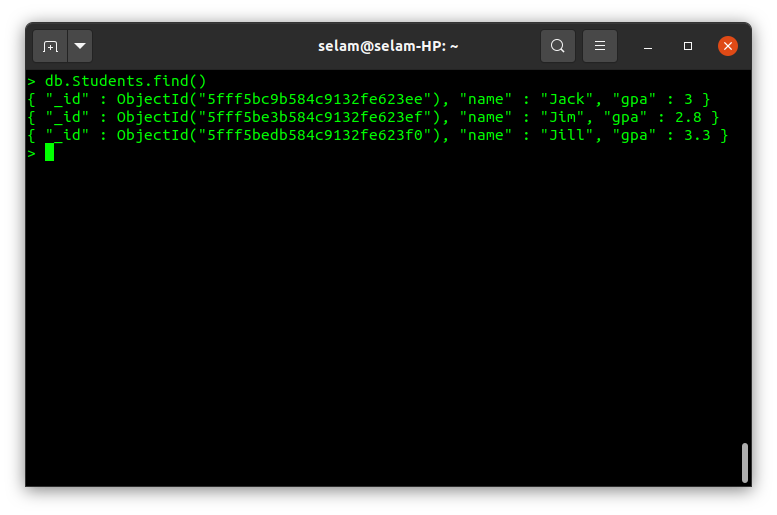 selam@selam-HP: ~
> db.Students.find()
{ "_id" : ObjectId("5fff5bc9b584c9132fe623ee"), "name" : "Jack", "gpa" : 3 }
{ "_id" : ObjectId("5fff5be3b584c9132fe623ef"), "name" : "Jim", "gpa" : 2.8 }
{ "_id" : ObjectId("5fff5bedb584c9132fe623f0"), "name" : "Jill", "gpa" : 3.3 }
>